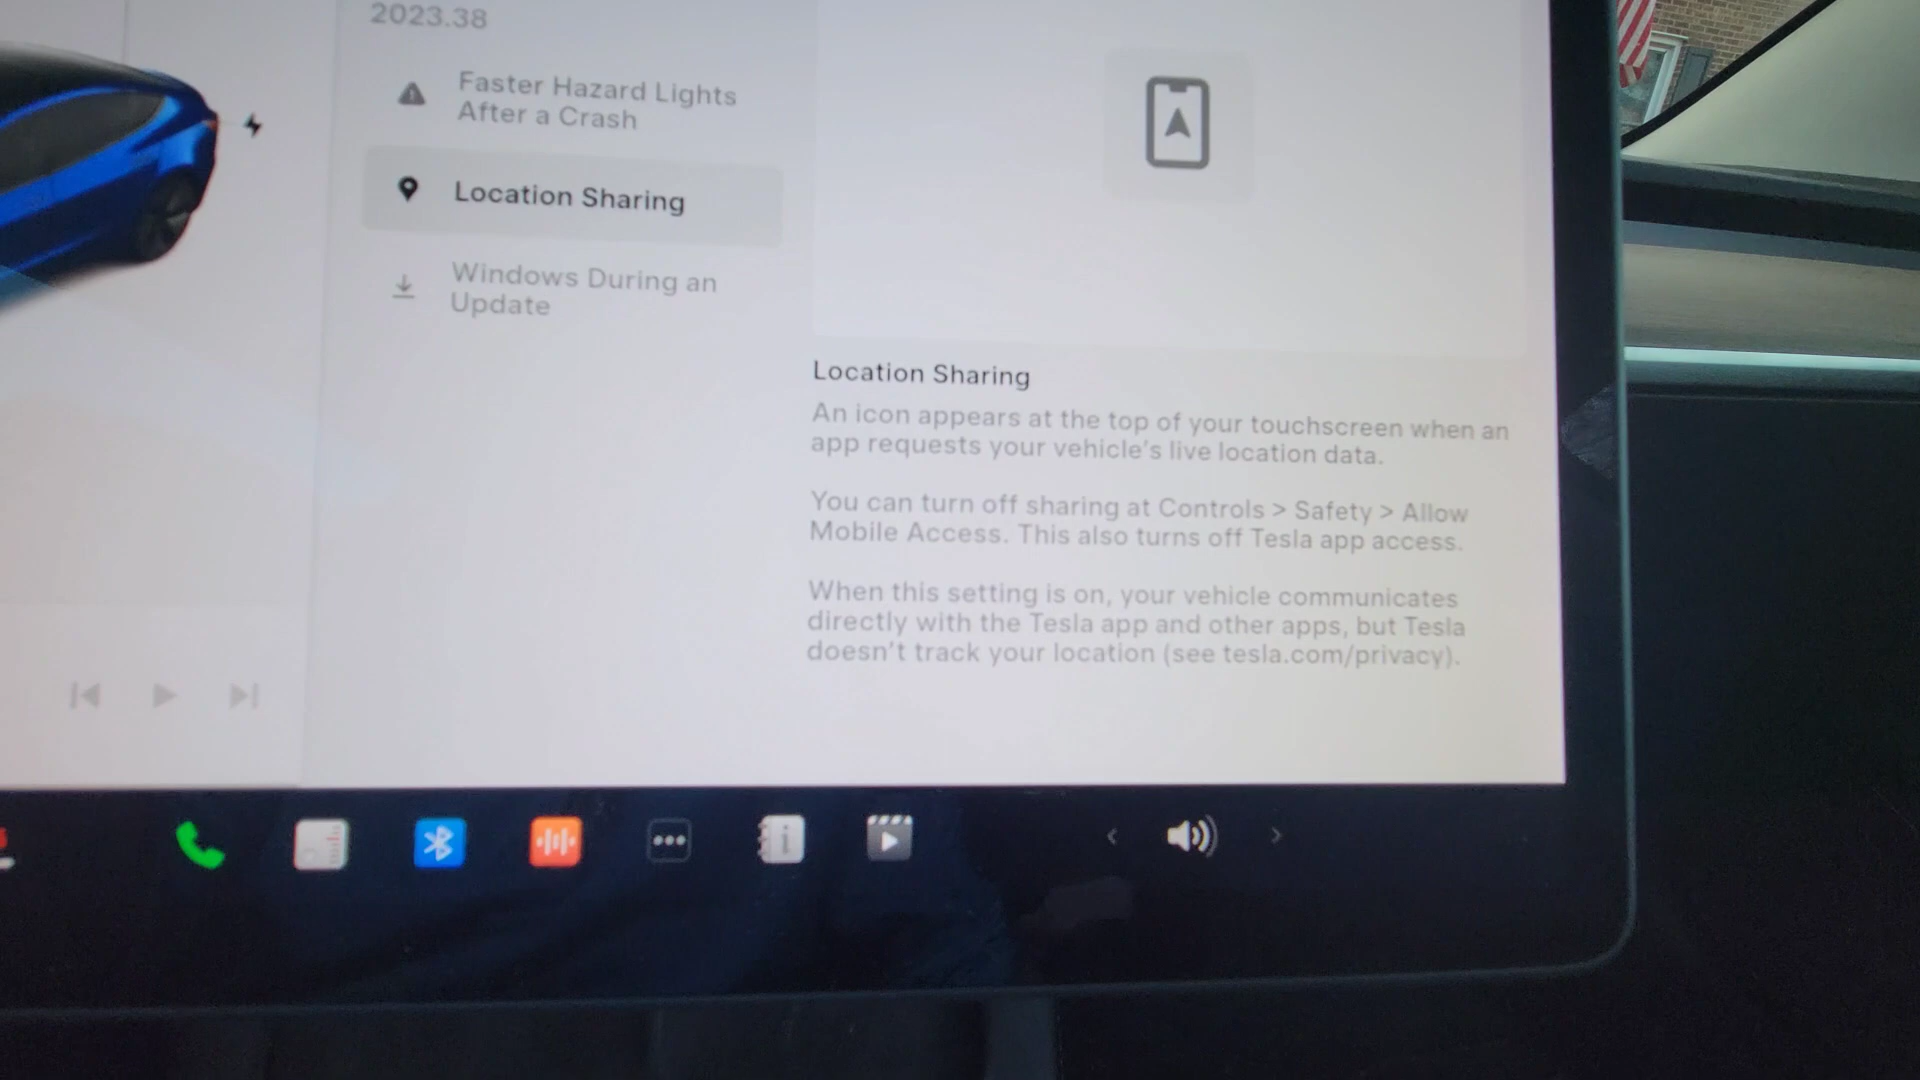 2023.38
Faster Hazard Lights
After a Crash
Location Sharing
Windows During an
Update
Location Sharing
An icon appears at the top of your touchscreen when an
app requests your vehicle's live location data.
You can turn off sharing at Controls > Safety > Allow
Mobile Access. This also turns off Tesla app access.
When this setting is on, your vehicle communicates
directly with the Tesla app and other apps, but Tesla
doesn't track your location (see tesla.com/privacy).